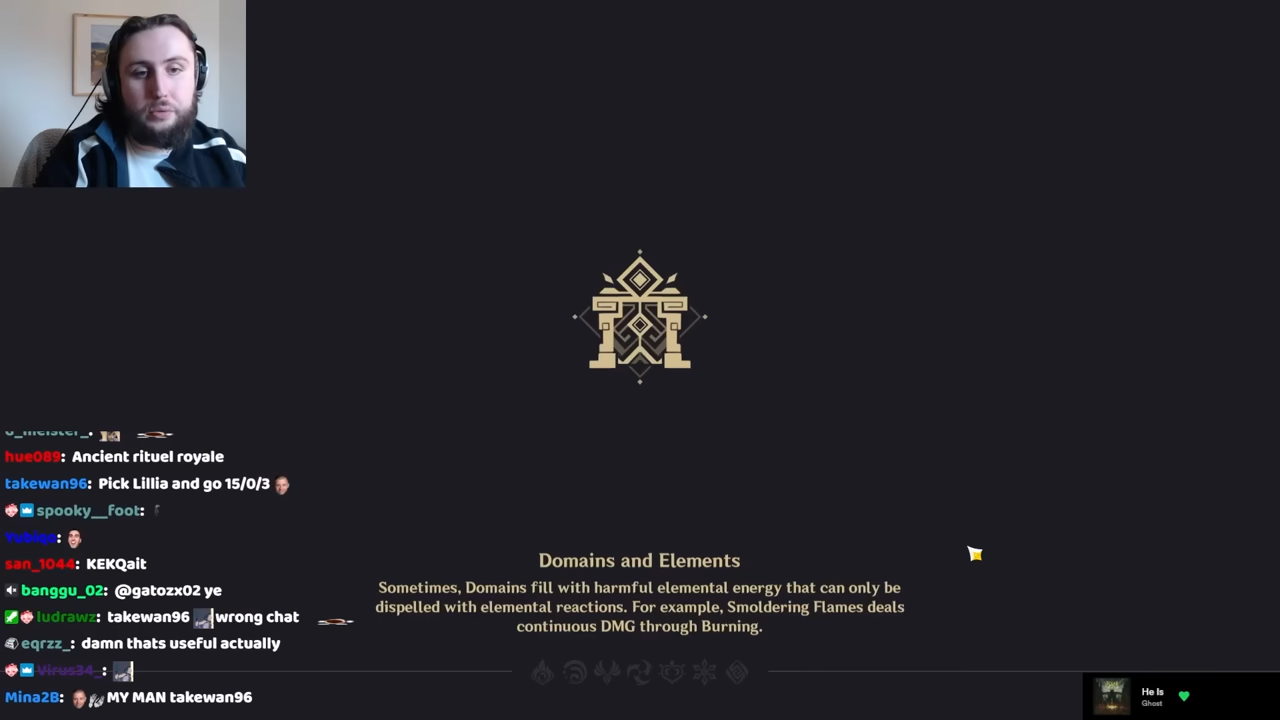 hue089: Ancient rituel royale
takewan96: Pick Lillia and go 15/0/3
spooky__foot:
Yubiqo:
san_1044: KEKQait
banggu_02: @gatozx02 ye
ludrawz: takewan96 wrong chat
eqrzz_: damn thats useful actually
Virus34_:
Mina2B: MY MAN takewan96
Domains and Elements
Sometimes, Domains fill with harmful elemental energy that can only be
dispelled with elemental reactions. For example, Smoldering Flames deals
continuous DMG through Burning.
He Is
Ghost